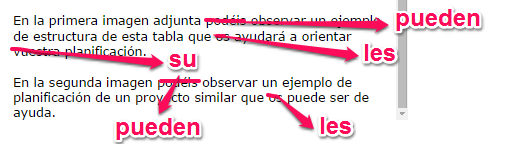 En la primera imagen adjunta podéis observar un ejemplo pueden
de estructura de esta tabla que os ayudará a orientar les
vuestra planificación. su
En la segunda imagen podéis observar un ejemplo de
planificación de un proyecto similar que os puede ser de
ayuda.
pueden les